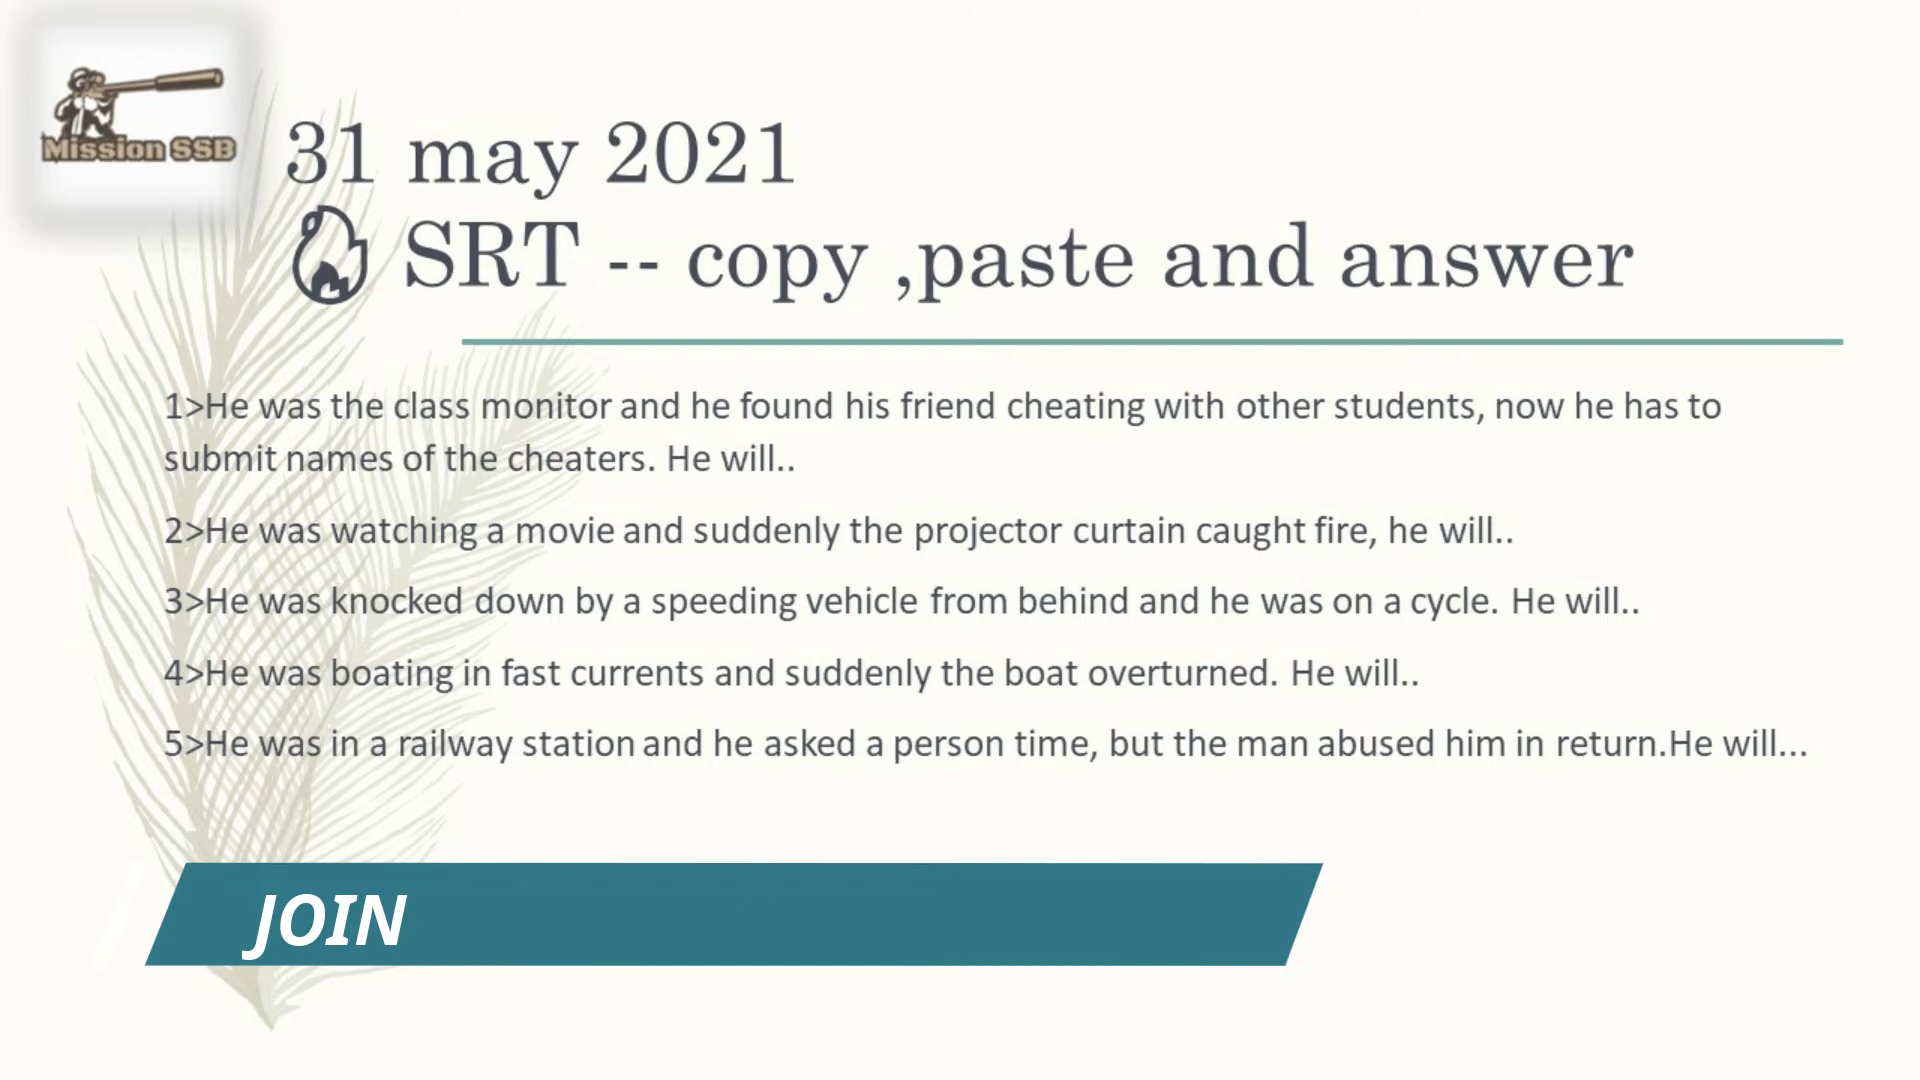 Mission SSB
31 may 2021
🔥 SRT -- copy ,paste and answer
1>He was the class monitor and he found his friend cheating with other students, now he has to
submit names of the cheaters. He will..
2>He was watching a movie and suddenly the projector curtain caught fire, he will..
3>He was knocked down by a speeding vehicle from behind and he was on a cycle. He will..
4>He was boating in fast currents and suddenly the boat overturned. He will..
5>He was in a railway station and he asked a person time, but the man abused him in return.He will...
JOIN